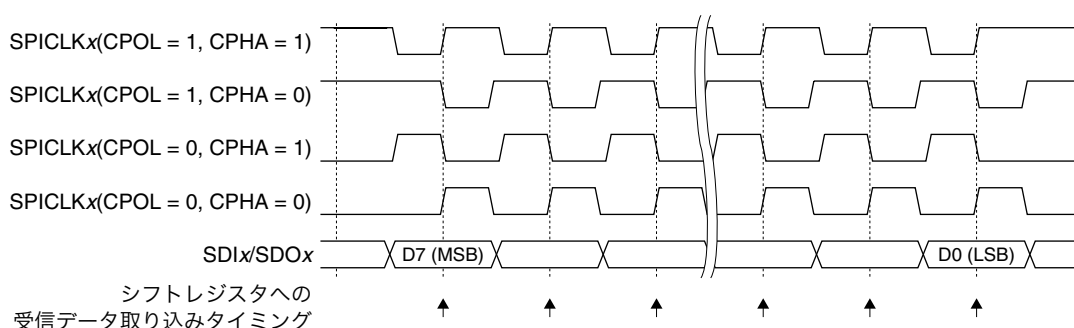 SPICLKx(CPOL = 1, CPHA = 1)
SPICLKx(CPOL = 1, CPHA = 0)
SPICLKx(CPOL = 0, CPHA = 1)
SPICLKx(CPOL = 0, CPHA = 0)
SDIx/SDOx D7 (MSB) D0 (LSB)
シフトレジスタへの
受信データ取り込みタイミング